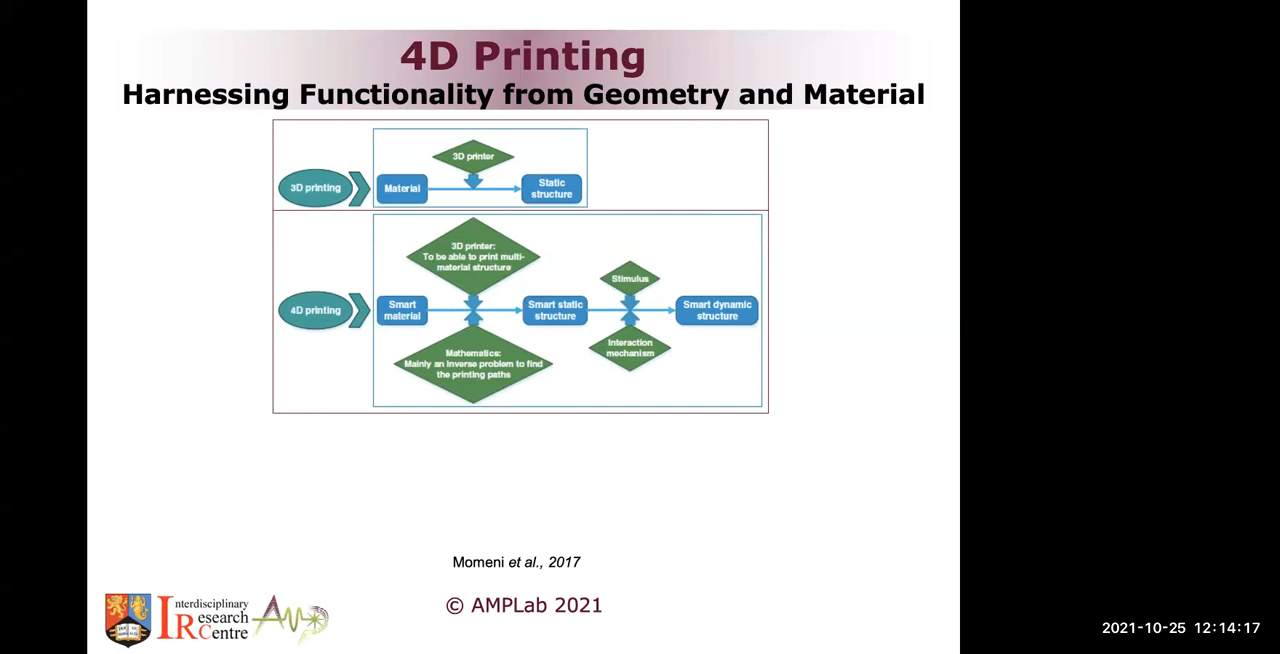 4D Printing
Harnessing Functionality from Geometry and Material
3D printer
3D printing
Material
Static
structure
3D printer:
To be able to print multi-
material structure
Stimulus
4D printing
Smart
material
Smart static
structure
Smart dynamic
structure
Mathematics:
Mainly an inverse problem to find
the printing paths
Interaction
mechanism
Momeni et al., 2017
Interdisciplinary
Research
Centre
© AMPLab 2021
2021-10-25 12:14:17